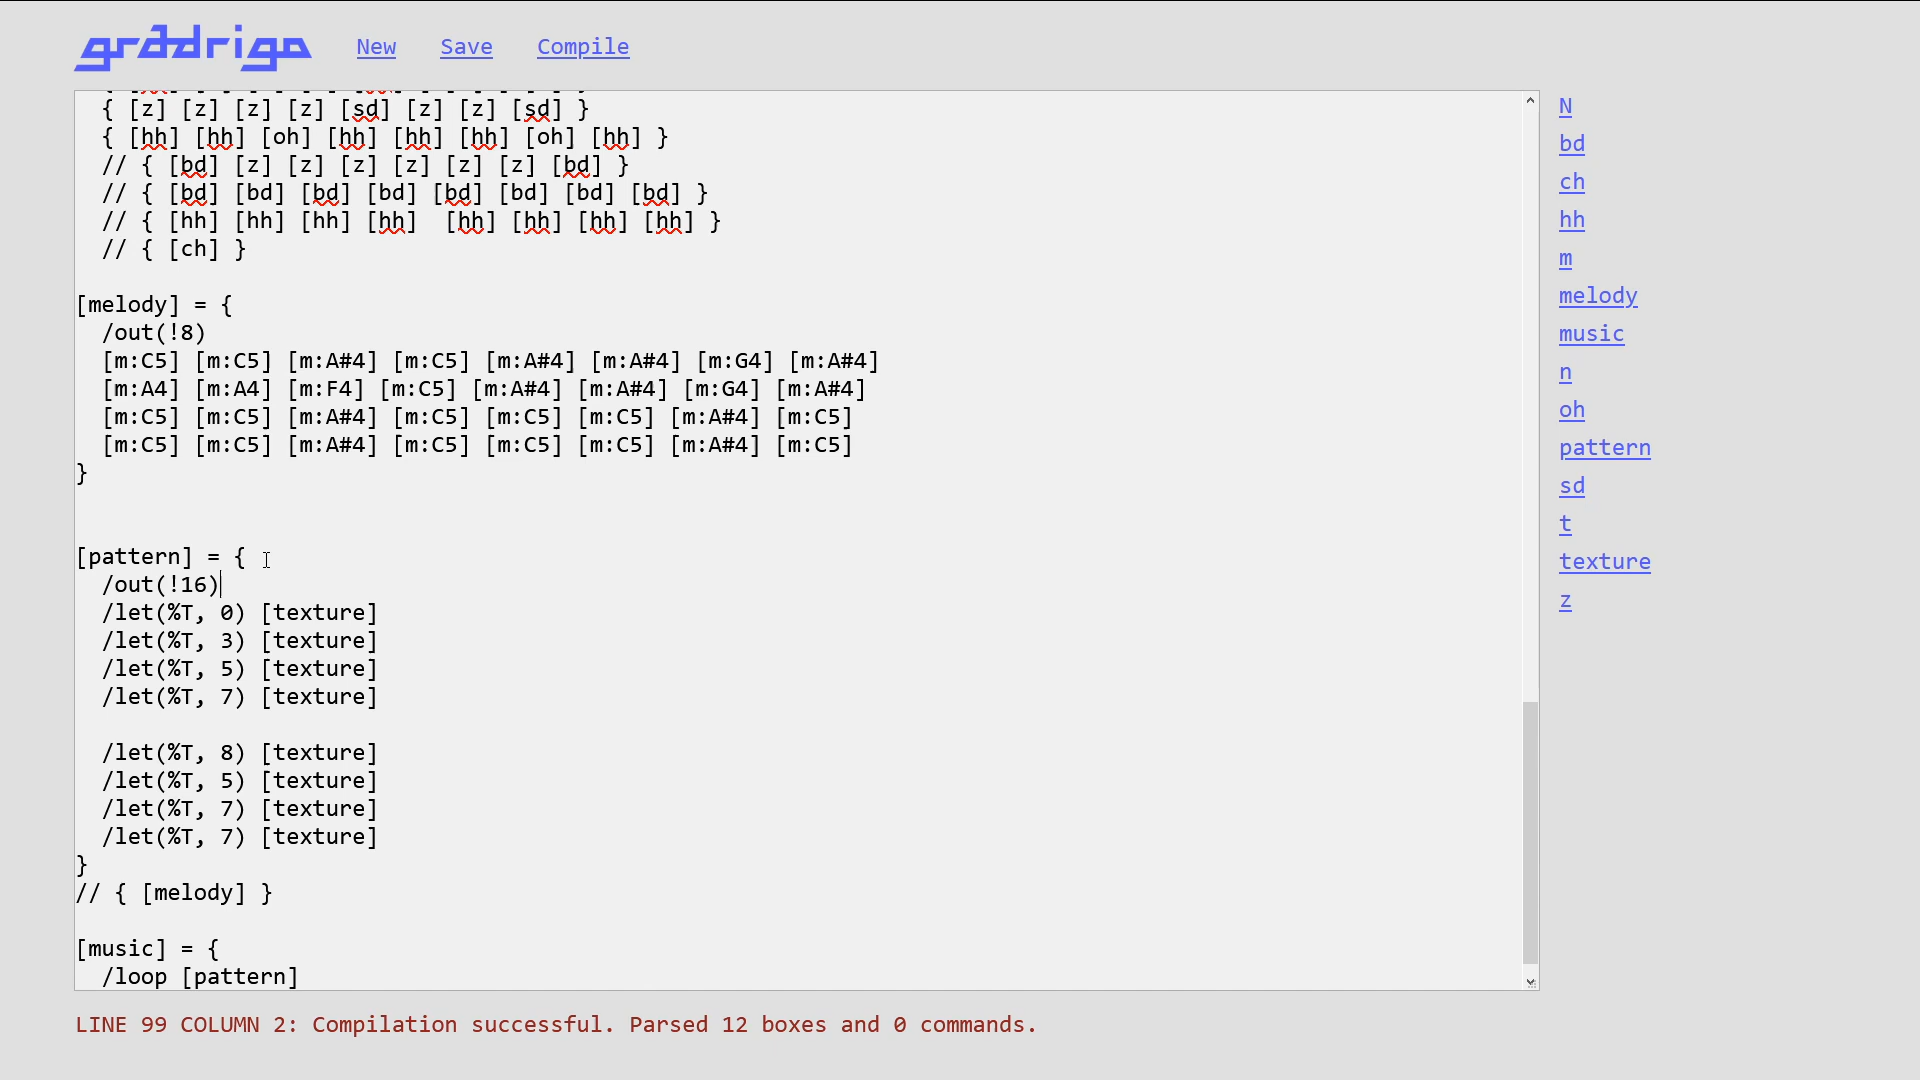 gradrigo New Save Compile
{ [z] [z] [z] [z] [sd] [z] [z] [sd] }
{ [hh] [hh] [oh] [hh] [hh] [hh] [oh] [hh] }
// { [bd] [z] [z] [z] [z] [z] [z] [bd] }
// { [bd] [bd] [bd] [bd] [bd] [bd] [bd] [bd] }
// { [hh] [hh] [hh] [hh]  [hh] [hh] [hh] [hh] }
// { [ch] }
[melody] = {
/out(!8)
[m:C5] [m:C5] [m:A#4] [m:C5] [m:A#4] [m:A#4] [m:G4] [m:A#4]
[m:A4] [m:A4] [m:F4] [m:C5] [m:A#4] [m:A#4] [m:G4] [m:A#4]
[m:C5] [m:C5] [m:A#4] [m:C5] [m:C5] [m:C5] [m:A#4] [m:C5]
[m:C5] [m:C5] [m:A#4] [m:C5] [m:C5] [m:C5] [m:A#4] [m:C5]
}
[pattern] = {
/out(!16)
/let(%T, 0) [texture]
/let(%T, 3) [texture]
/let(%T, 5) [texture]
/let(%T, 7) [texture]
/let(%T, 8) [texture]
/let(%T, 5) [texture]
/let(%T, 7) [texture]
/let(%T, 7) [texture]
}
// { [melody] }
[music] = {
/loop [pattern]
N
bd
ch
hh
m
melody
music
n
oh
pattern
sd
t
texture
z
LINE 99 COLUMN 2: Compilation successful. Parsed 12 boxes and 0 commands.